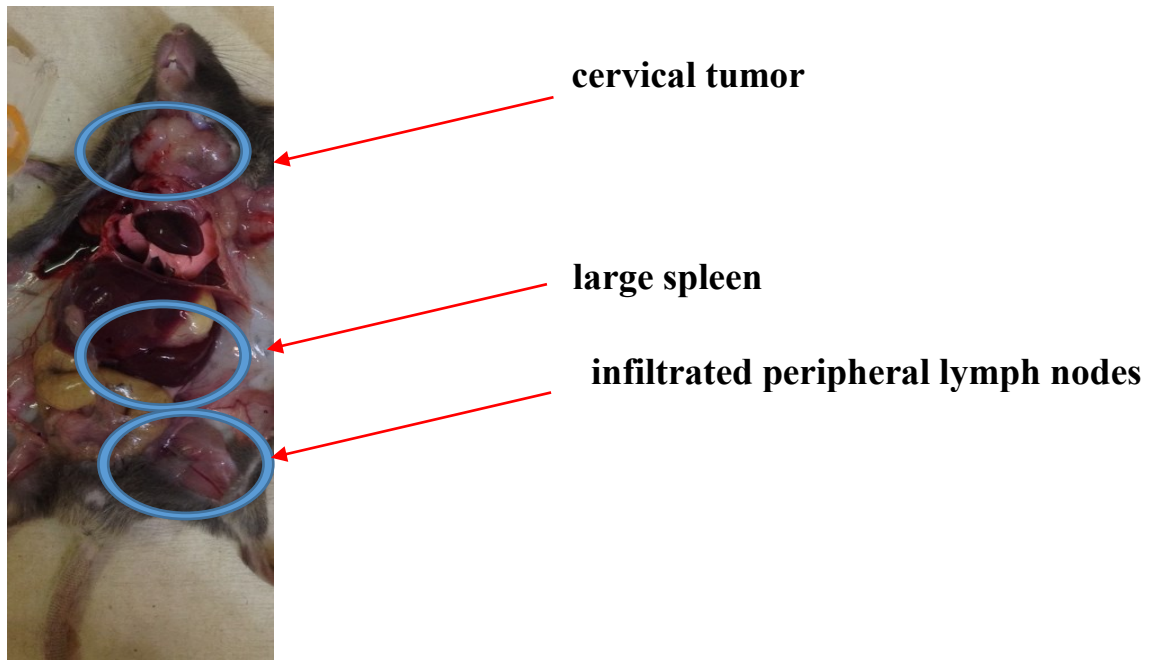 cervical tumor
large spleen
infiltrated peripheral lymph nodes